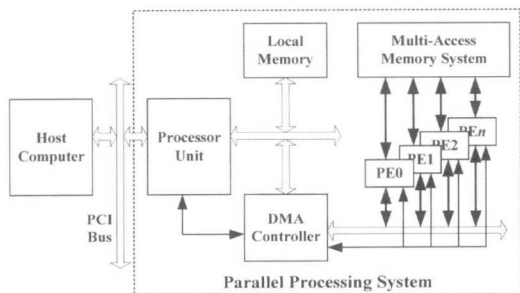 Local
Memory
Multi-Access
Memory System
Host
Computer
Processor
Unit
PEn
PE2
PE1
PE0
PCI
Bus
DMA
Controller
Parallel Processing System